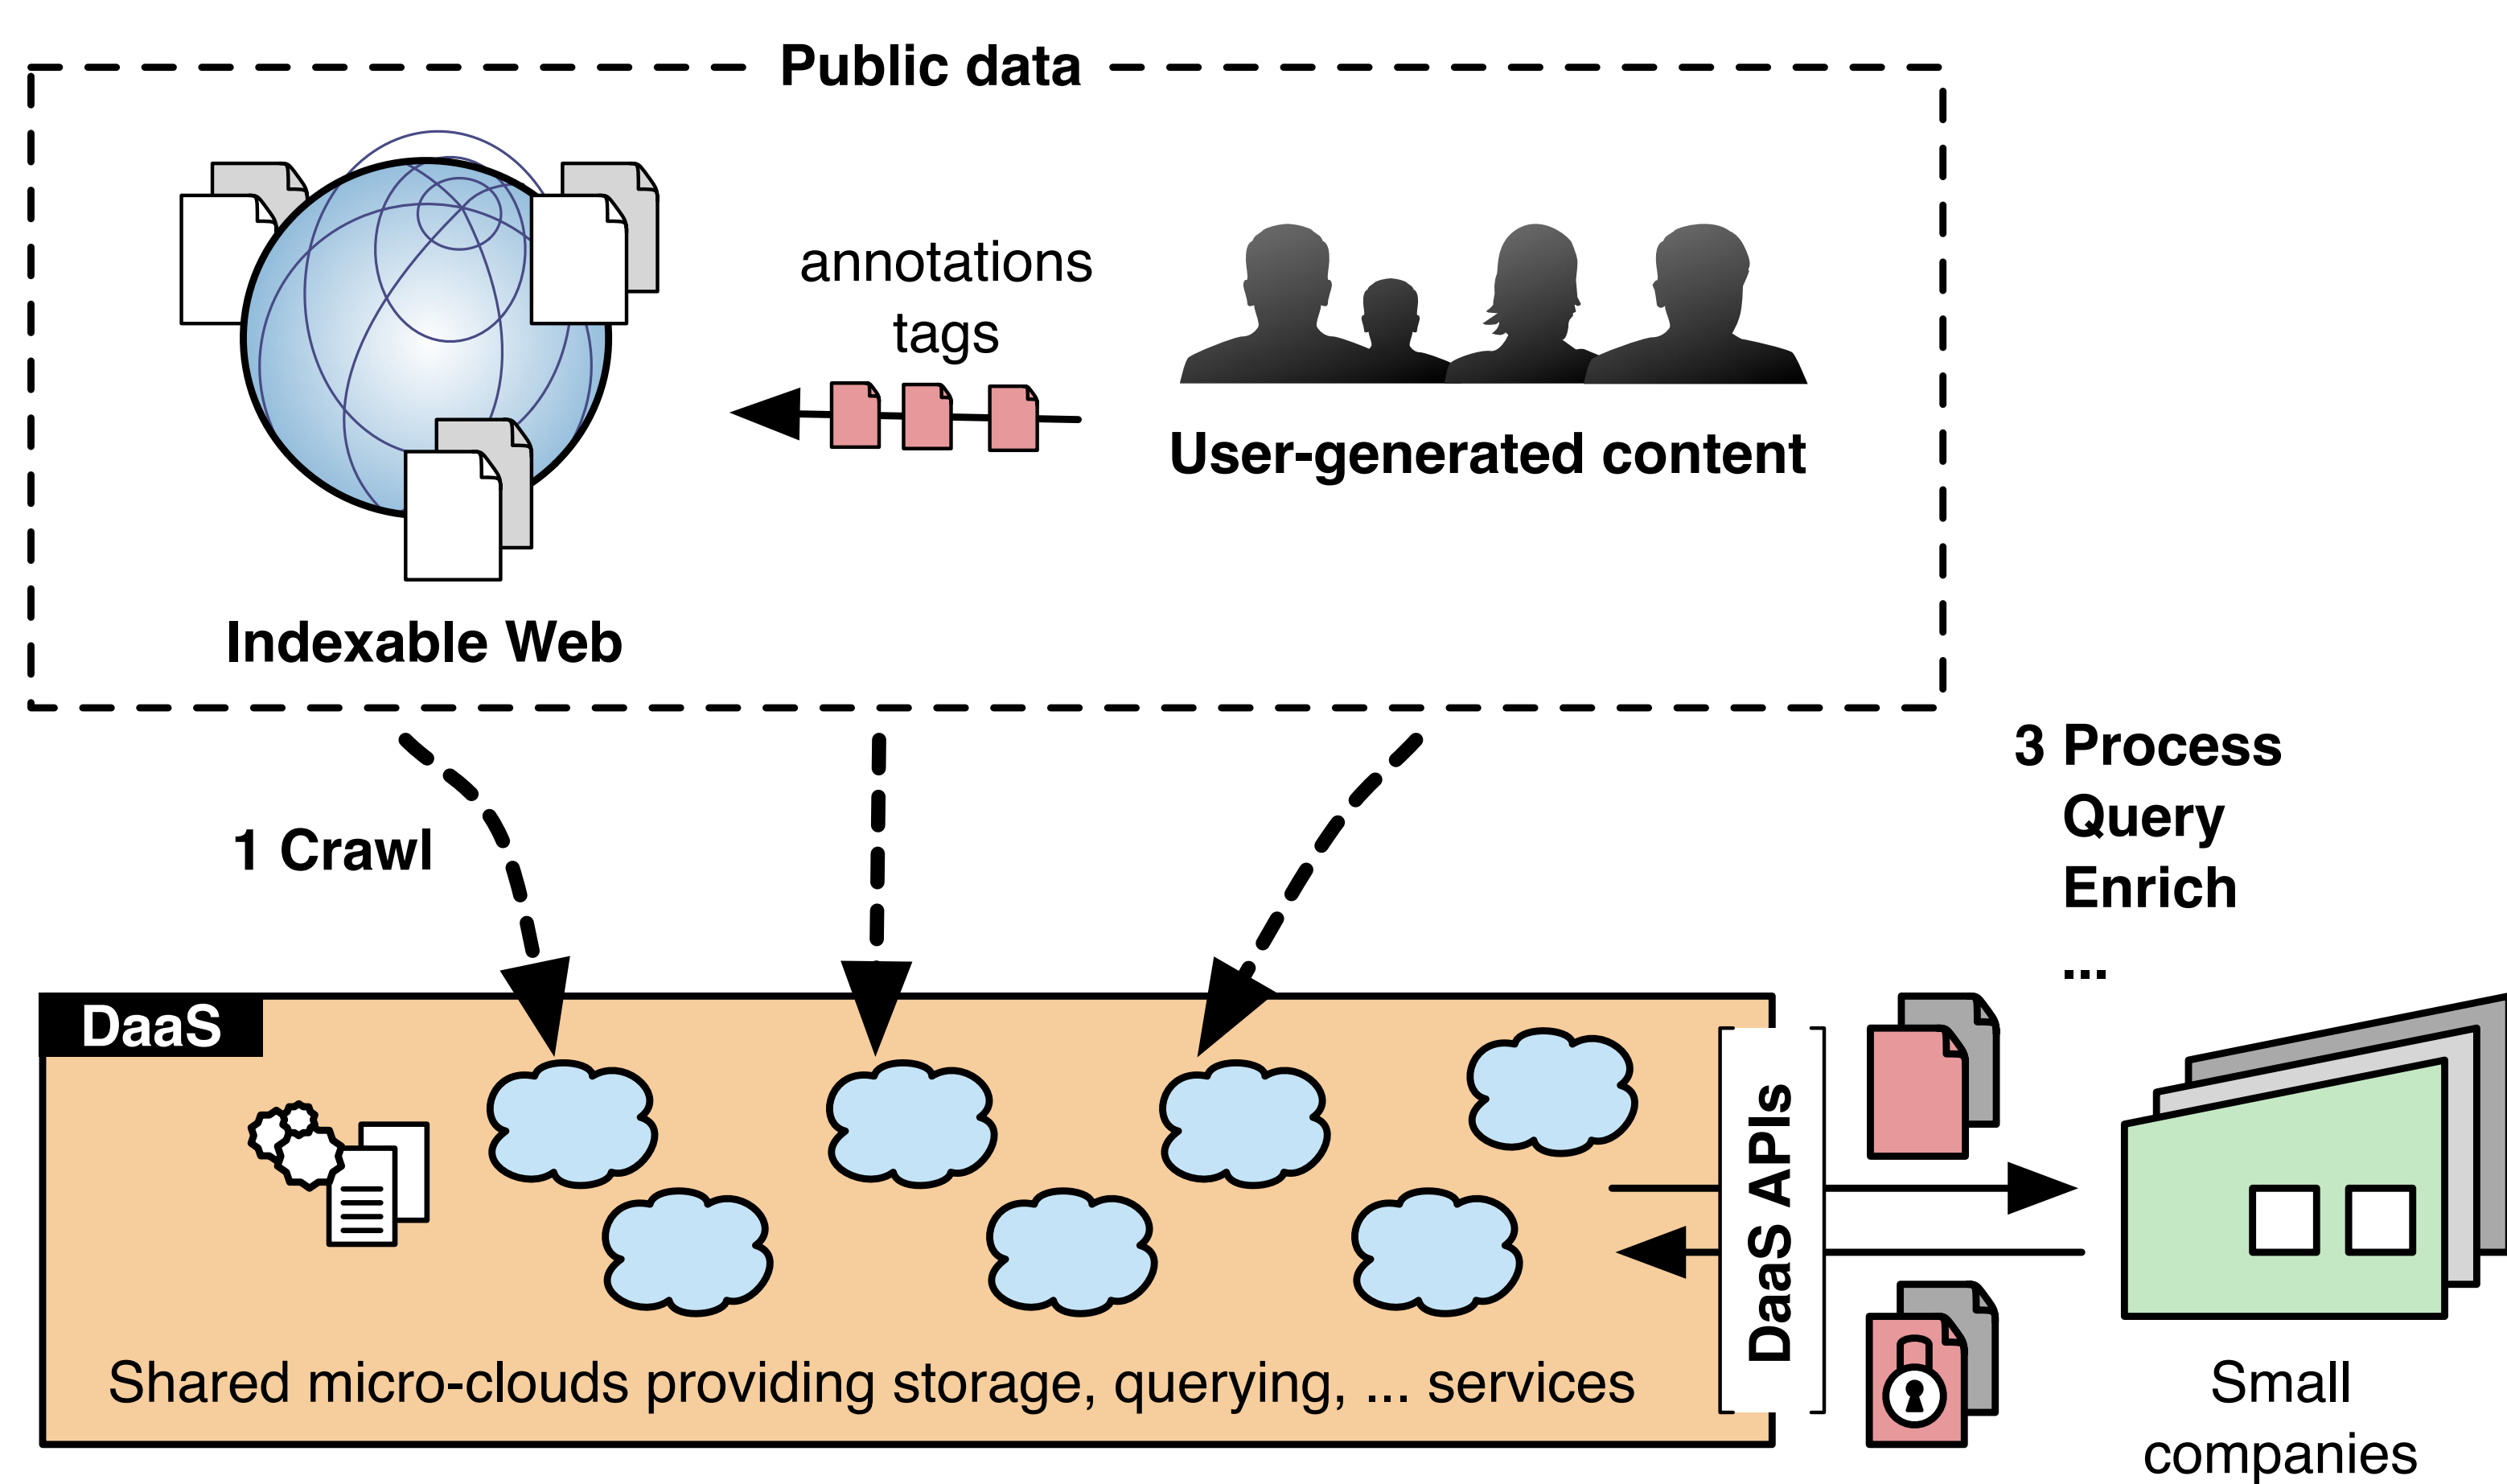 Public data
annotations
tags
User-generated content
Indexable Web
1 Crawl
3 Process
Query
Enrich
...
DaaS
DaaS APIs
Shared micro-clouds providing storage, querying, ... services
Small
companies